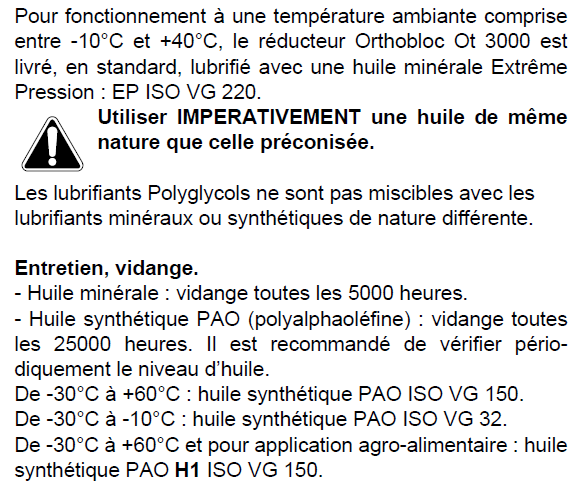 Pour fonctionnement à une température ambiante comprise
entre -10°C et +40°C, le réducteur Orthobloc Ot 3000 est
livré, en standard, lubrifié avec une huile minérale Extrême
Pression : EP ISO VG 220.
Utiliser IMPERATIVEMENT une huile de même
nature que celle préconisée.
Les lubrifiants Polyglycols ne sont pas miscibles avec les
lubrifiants minéraux ou synthétiques de nature différente.
Entretien, vidange.
- Huile minérale : vidange toutes les 5000 heures.
- Huile synthétique PAO (polyalphaoléfine) : vidange toutes
les 25000 heures. Il est recommandé de vérifier pério-
diquement le niveau d'huile.
De -30°C à +60°C : huile synthétique PAO ISO VG 150.
De -30°C à -10°C : huile synthétique PAO ISO VG 32.
De -30°C à +60°C et pour application agro-alimentaire : huile
synthétique PAO H1 ISO VG 150.